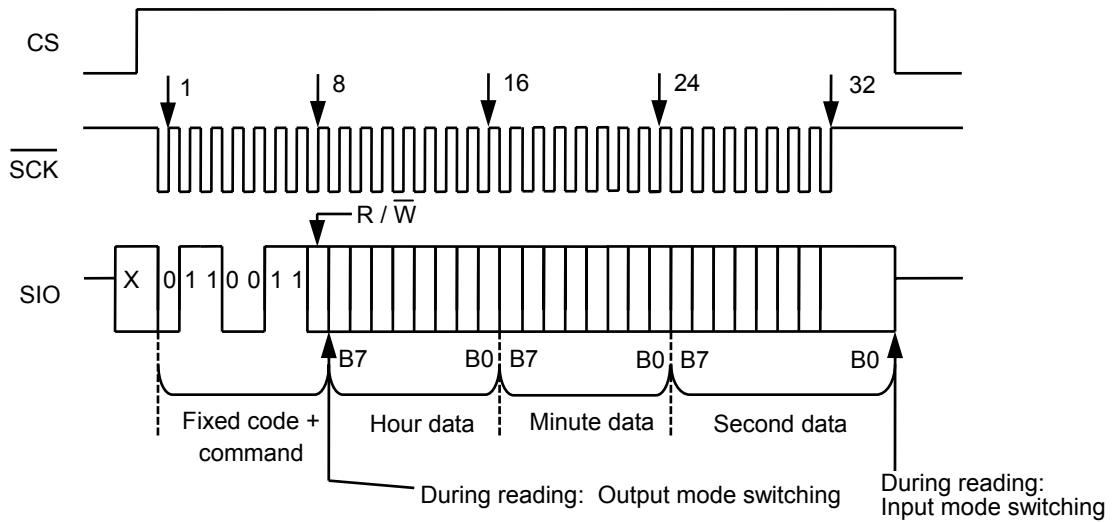 CS
1 8 16 24 32
SCK
R / W
X 0 1 1 0 0 1 1
SIO
B7 B0 B7 B0 B7 B0
Fixed code +
command
Hour data
Minute data
Second data
During reading: Output mode switching
During reading:
Input mode switching